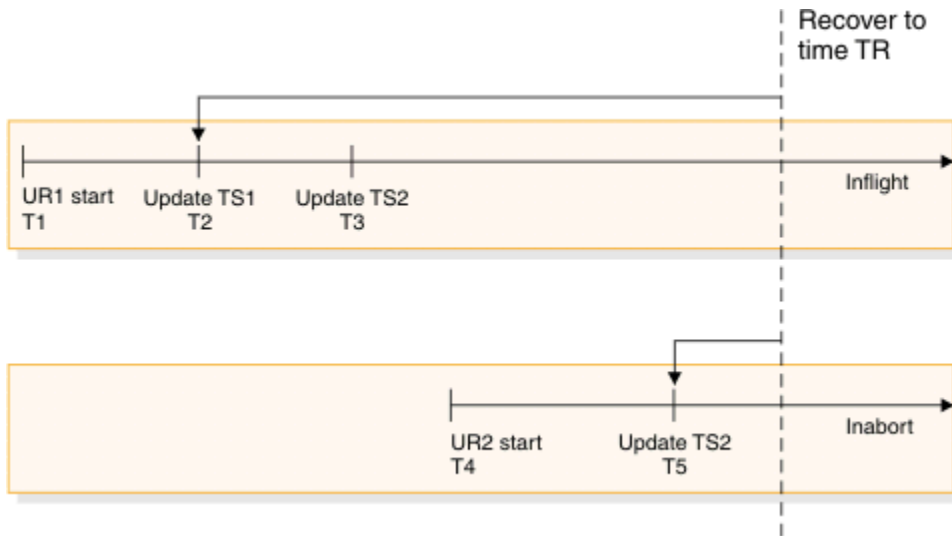 Recover to
time TR
UR1 start
T1
Update TS1
T2
Update TS2
T3
Inflight
UR2 start
T4
Update TS2
T5
Inabort